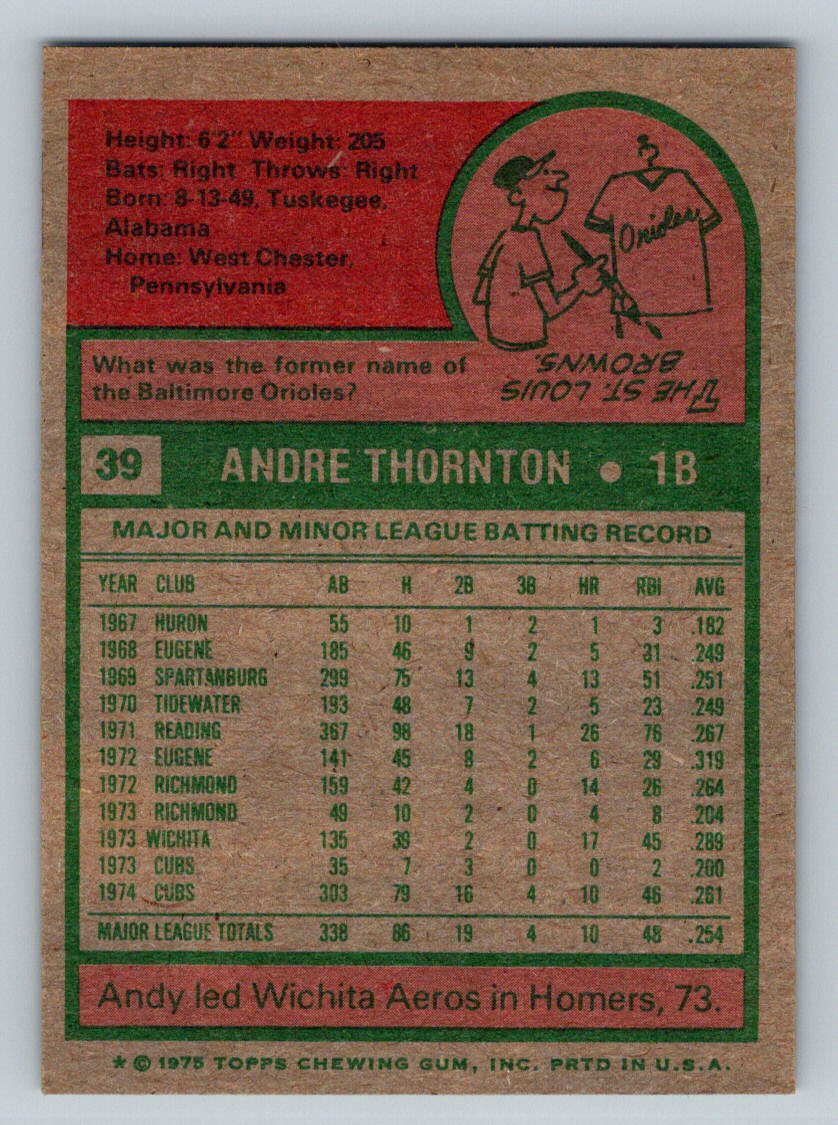 Height: 6'2" Weight: 205
Bats: Right Throws: Right
Born: 8-13-49, Tuskegee,
Alabama
Home: West Chester,
Pennsylvania
Orioles
What was the former name of
the Baltimore Orioles?
THE ST. LOUIS
BROWNS.
39 ANDRE THORNTON • 1B
MAJOR AND MINOR LEAGUE BATTING RECORD
YEAR CLUB AB H 2B 3B HR RBI AVG
1967 HURON 55 10 1 2 1 3 .182
1968 EUGENE 185 46 9 2 5 31 .249
1969 SPARTANBURG 299 75 13 4 13 51 .251
1970 TIDEWATER 193 48 7 2 5 23 .249
1971 READING 367 98 18 1 26 76 .267
1972 EUGENE 141 45 8 2 6 29 .319
1972 RICHMOND 159 42 4 0 14 26 .264
1973 RICHMOND 49 10 2 0 4 8 .204
1973 WICHITA 135 39 2 0 17 45 .289
1973 CUBS 35 7 3 0 0 2 .200
1974 CUBS 303 79 16 4 10 46 .261
MAJOR LEAGUE TOTALS 338 86 19 4 10 48 .254
Andy led Wichita Aeros in Homers, 73.
* © 1975 TOPPS CHEWING GUM, INC. PRTD IN U.S.A.